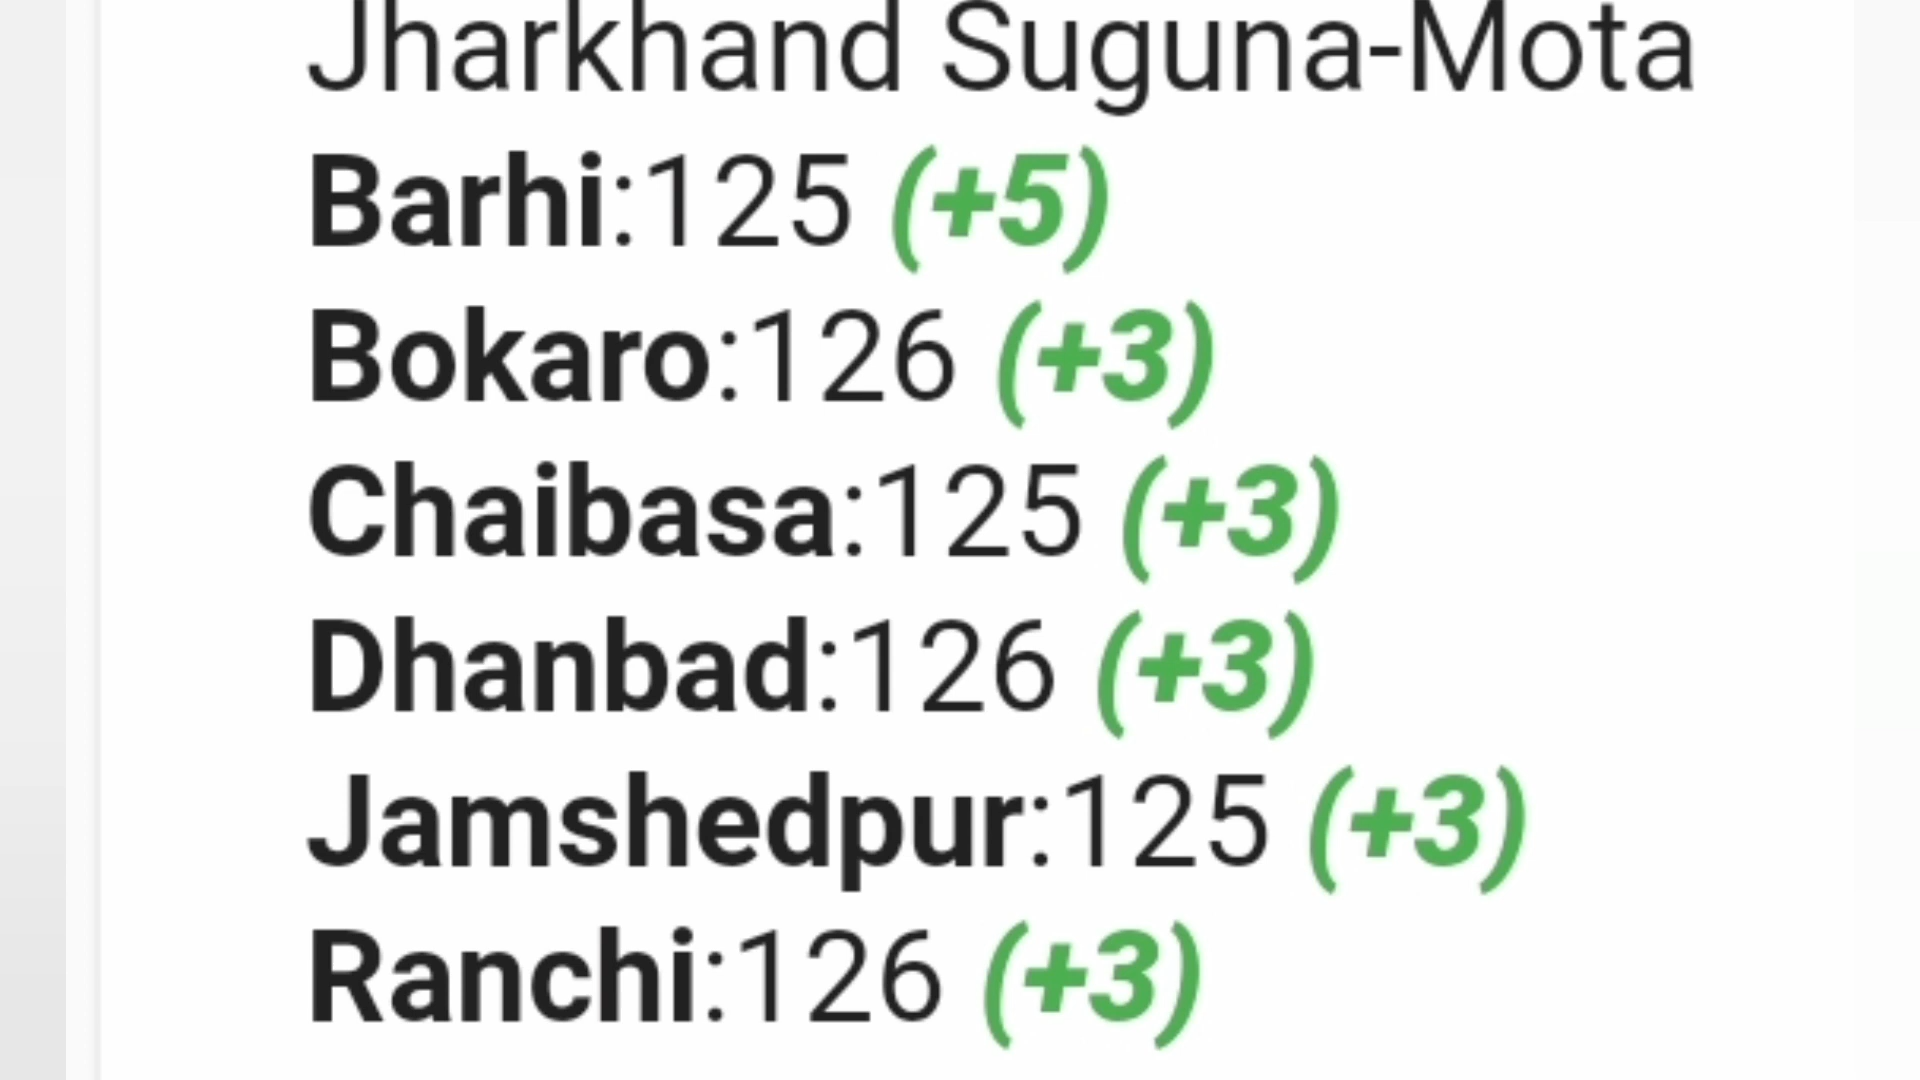 Jharkhand Suguna-Mota
Barhi:125 (+5)
Bokaro:126 (+3)
Chaibasa:125 (+3)
Dhanbad:126 (+3)
Jamshedpur:125 (+3)
Ranchi:126 (+3)